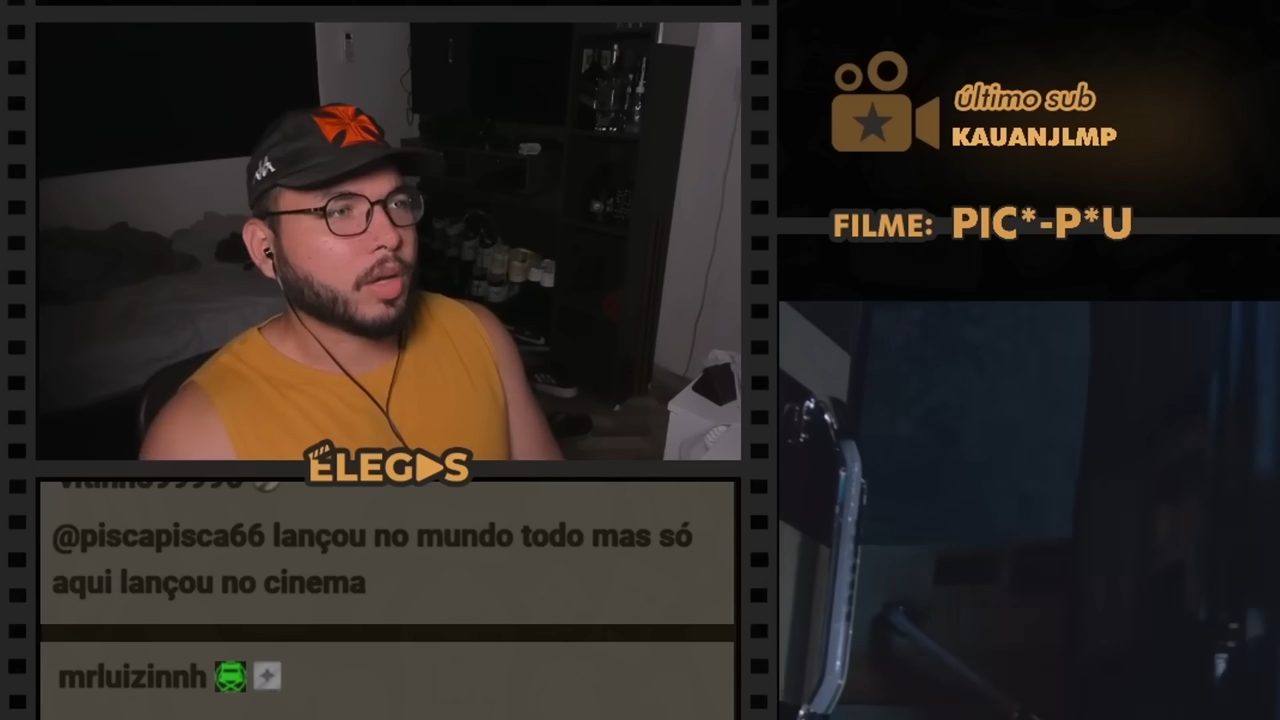 último sub
KAUANJLMP
FILME: PIC*-P*U
ELEGOS
@piscapisca66 lançou no mundo todo mas só
aqui lançou no cinema
mrluizinnh